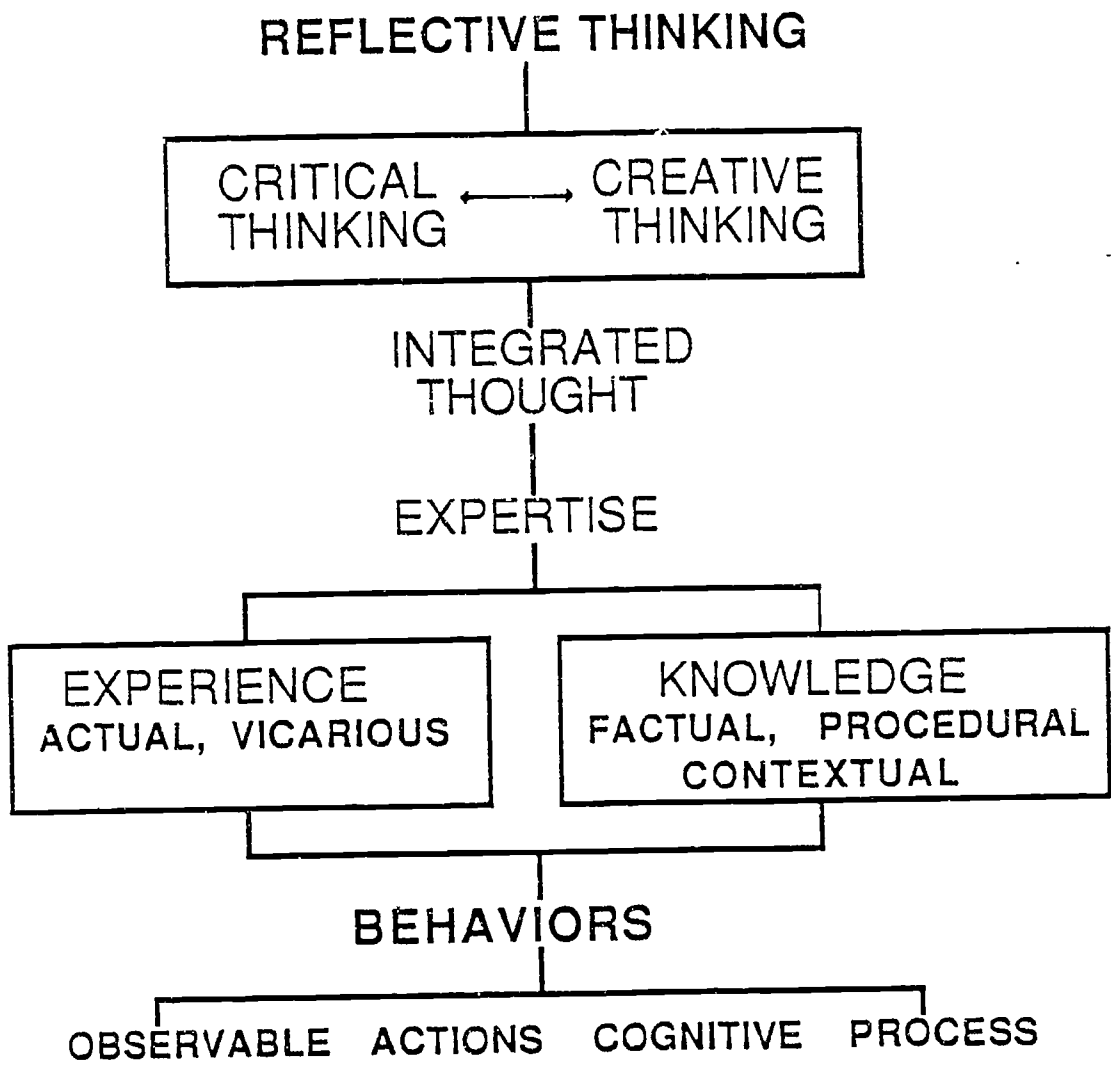 REFLECTIVE THINKING
CRITICAL THINKING
CREATIVE THINKING
INTEGRATED
THOUGHT
EXPERTISE
EXPERIENCE
ACTUAL, VICARIOUS
KNOWLEDGE
FACTUAL, PROCEDURAL
CONTEXTUAL
BEHAVIORS
OBSERVABLE ACTIONS COGNITIVE PROCESS